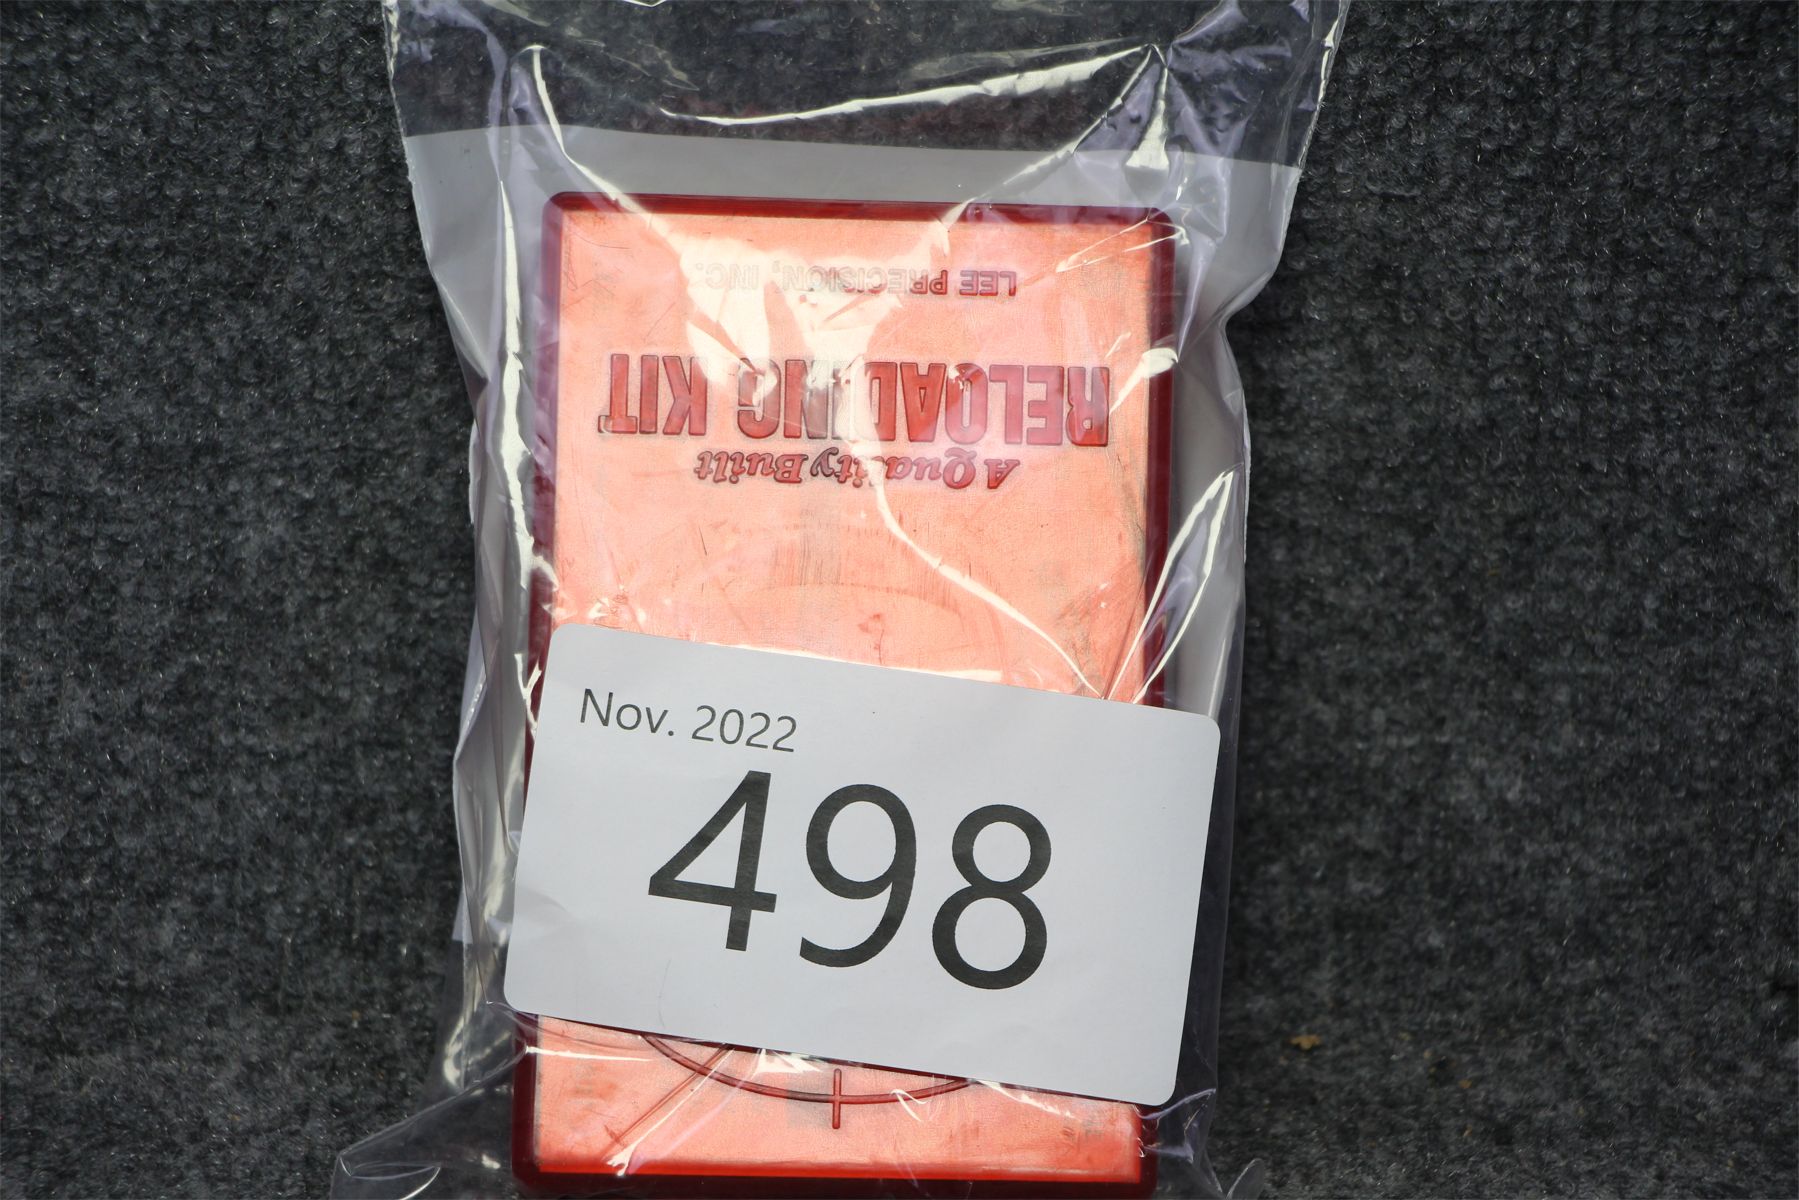 LEE PRECISION, INC.
RELOADING KIT
A Quality Built
Nov. 2022
498